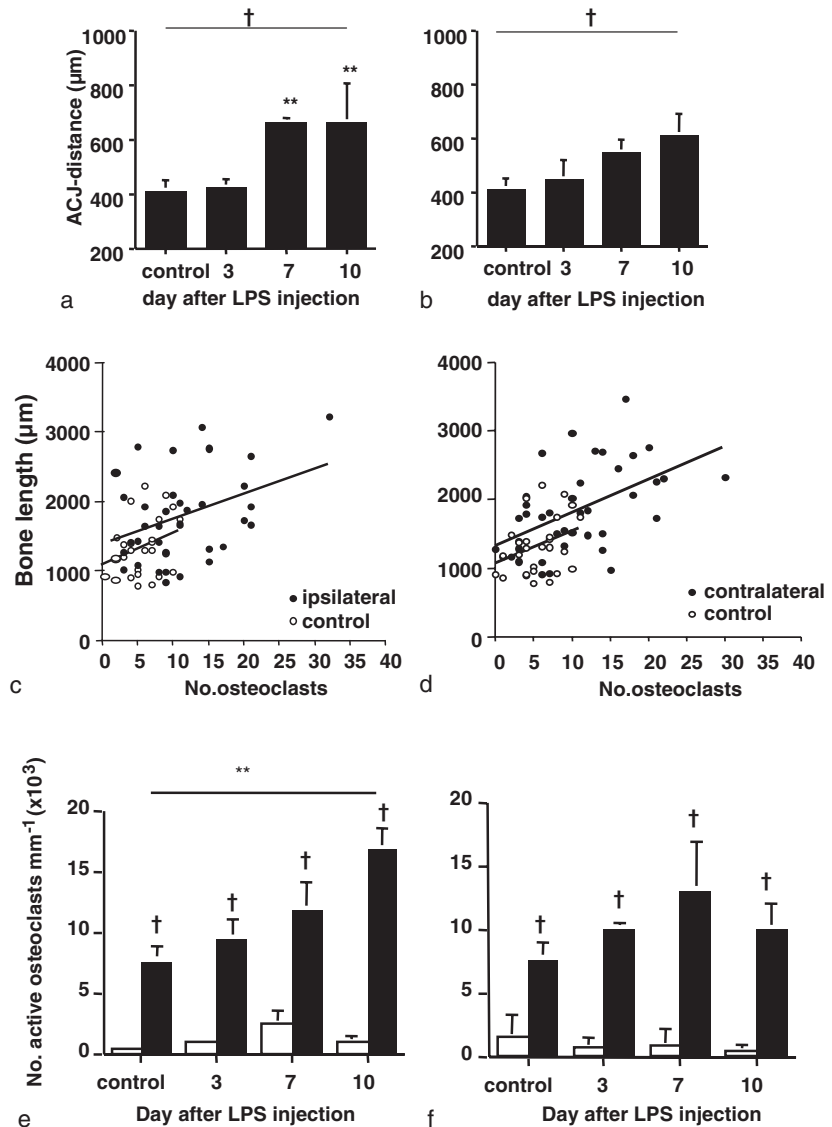 †
1000
800
600
400
200
ACJ-distance (µm)
**
**
control 3 7 10
day after LPS injection
a
†
1000
800
600
400
200
control 3 7 10
day after LPS injection
b
4000
3000
2000
1000
0
Bone length (µm)
ipsilateral
control
0 5 10 15 20 25 30 35 40
No.osteoclasts
c
4000
3000
2000
1000
0
contralateral
control
0 5 10 15 20 25 30 35 40
No.osteoclasts
d
**
20
15
10
5
0
No. active osteoclasts mm-1 (x10³)
†
†
†
†
control 3 7 10
Day after LPS injection
e
20
15
10
5
0
†
†
†
†
control 3 7 10
Day after LPS injection
f